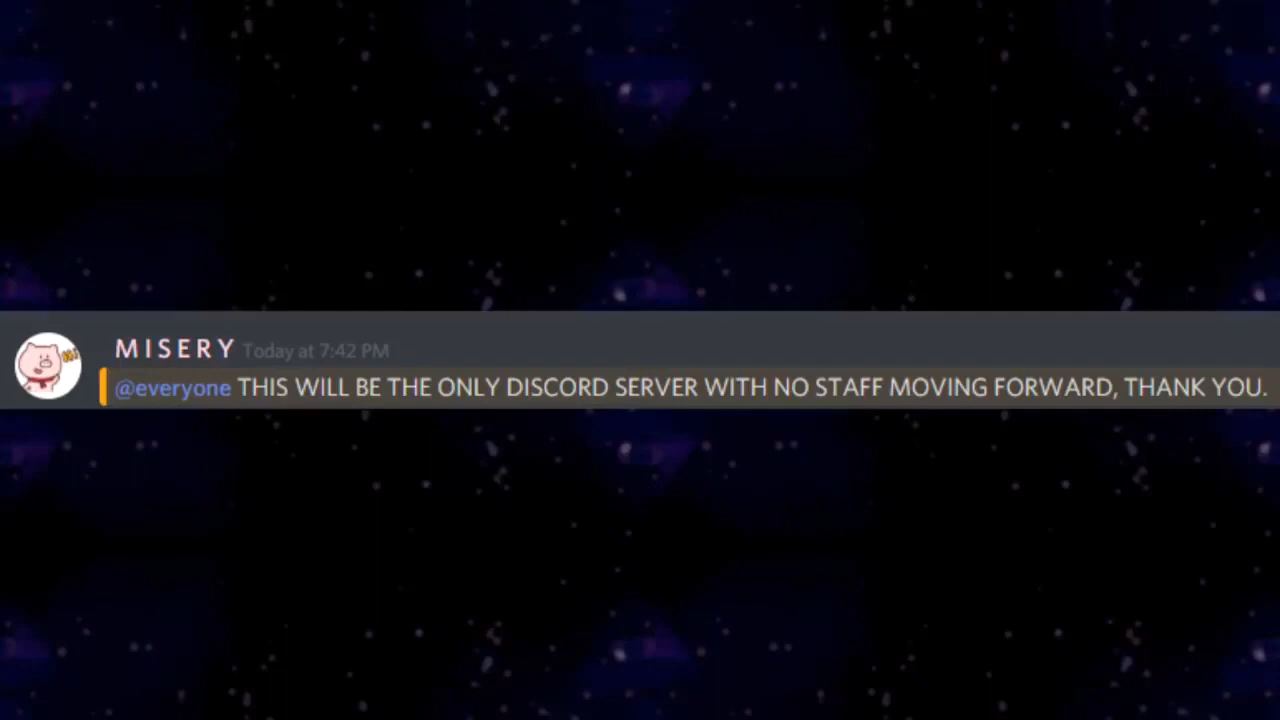 M I S E R Y Today at 7:42 PM
@everyone THIS WILL BE THE ONLY DISCORD SERVER WITH NO STAFF MOVING FORWARD, THANK YOU.